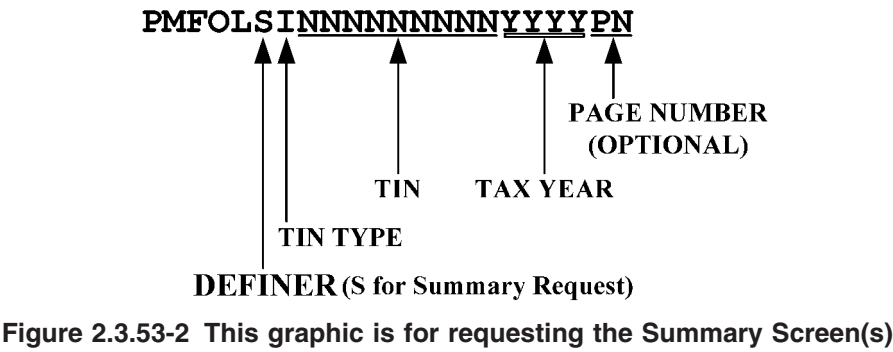 PMFOLSINNNNNNNNNYYYYPN
PAGE NUMBER
(OPTIONAL)
TIN
TAX YEAR
TIN TYPE
DEFINER (S for Summary Request)
Figure 2.3.53-2 This graphic is for requesting the Summary Screen(s)